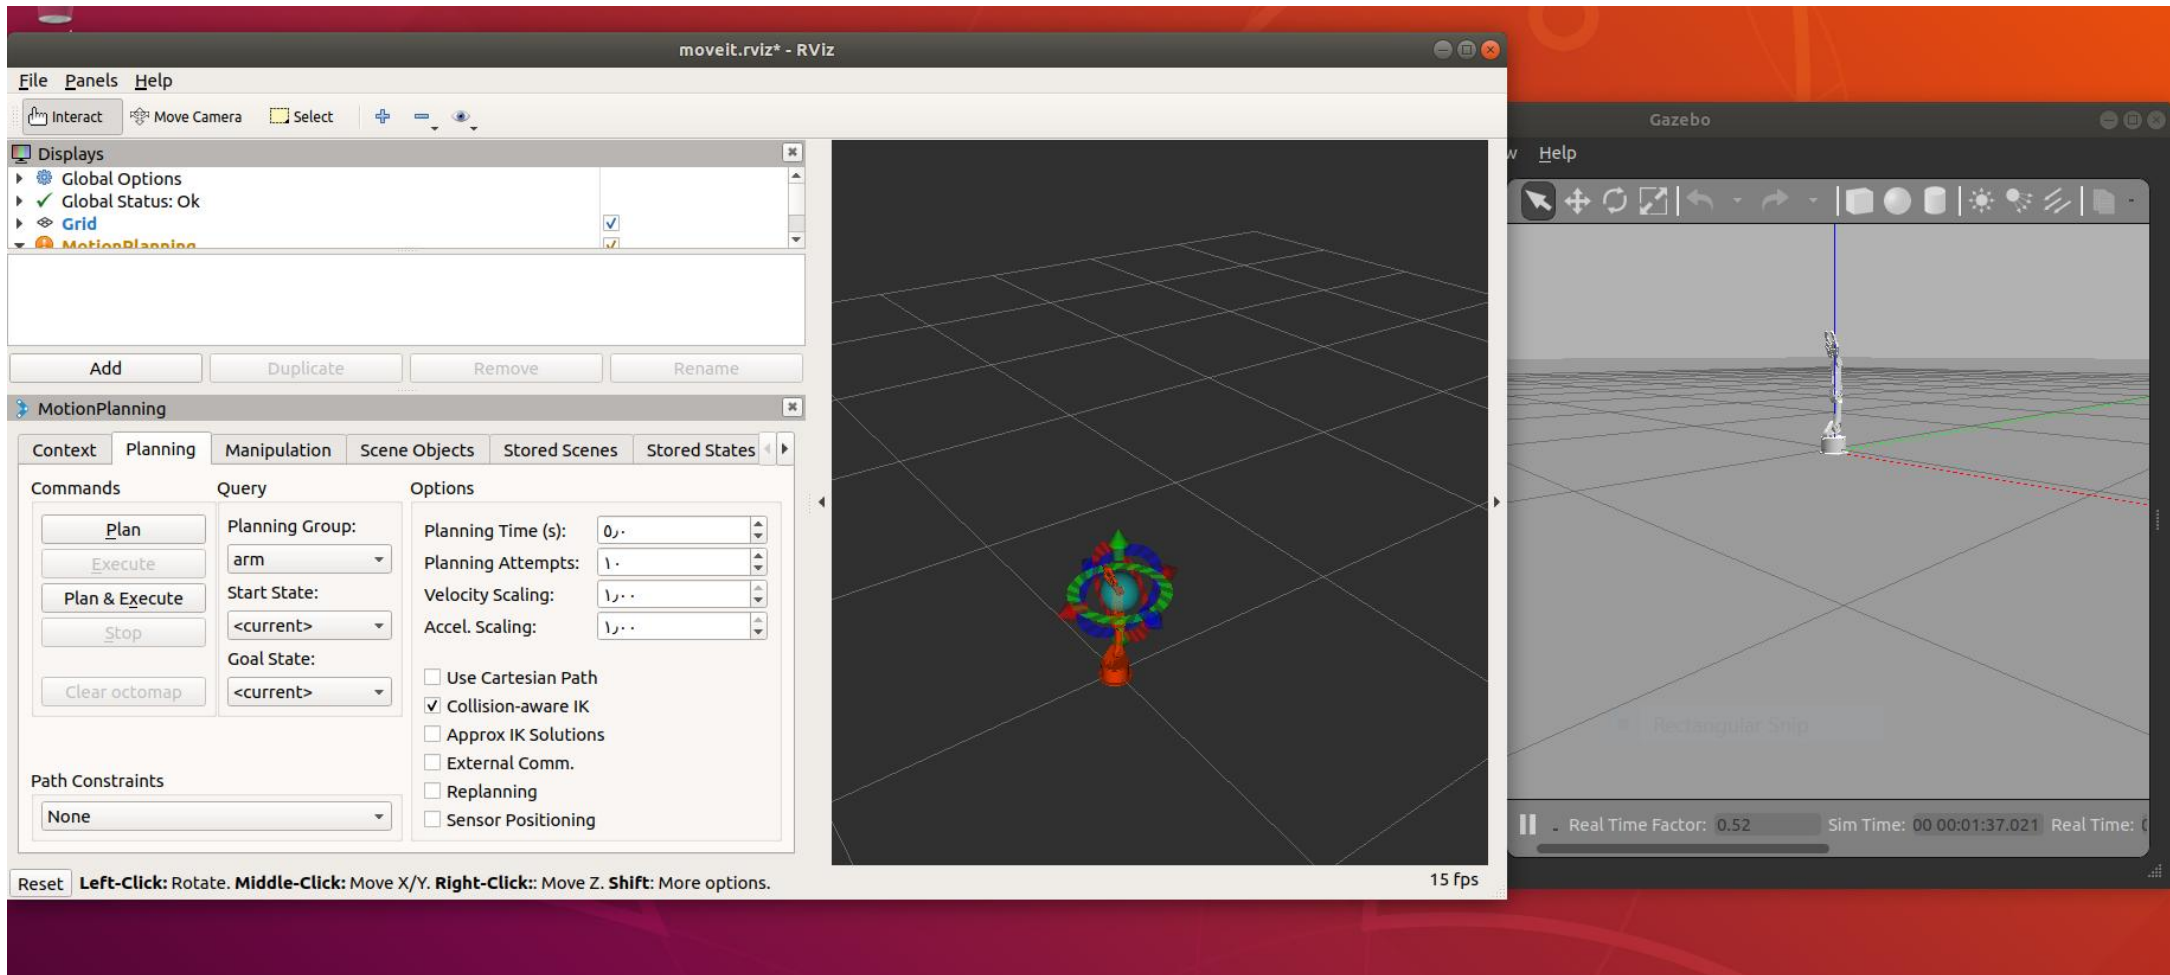 moveit.rviz* - RViz
File Panels Help
Interact Move Camera Select
Displays
Global Options
Global Status: Ok
Grid
MotionPlanning
Add Duplicate Remove Rename
MotionPlanning
Context Planning Manipulation Scene Objects Stored Scenes Stored States
Commands Query Options
Plan
Execute
Plan & Execute
Stop
Clear octomap
Planning Group:
arm
Start State:
<current>
Goal State:
<current>
Planning Time (s): ٥٫٠
Planning Attempts: ١٠
Velocity Scaling: ١٫٠٠
Accel. Scaling: ١٫٠٠
Use Cartesian Path
Collision-aware IK
Approx IK Solutions
External Comm.
Replanning
Sensor Positioning
Path Constraints
None
Reset Left-Click: Rotate. Middle-Click: Move X/Y. Right-Click:: Move Z. Shift: More options.
15 fps
Gazebo
w Help
Rectangular Snip
Real Time Factor: 0.52 Sim Time: 00 00:01:37.021 Real Time: